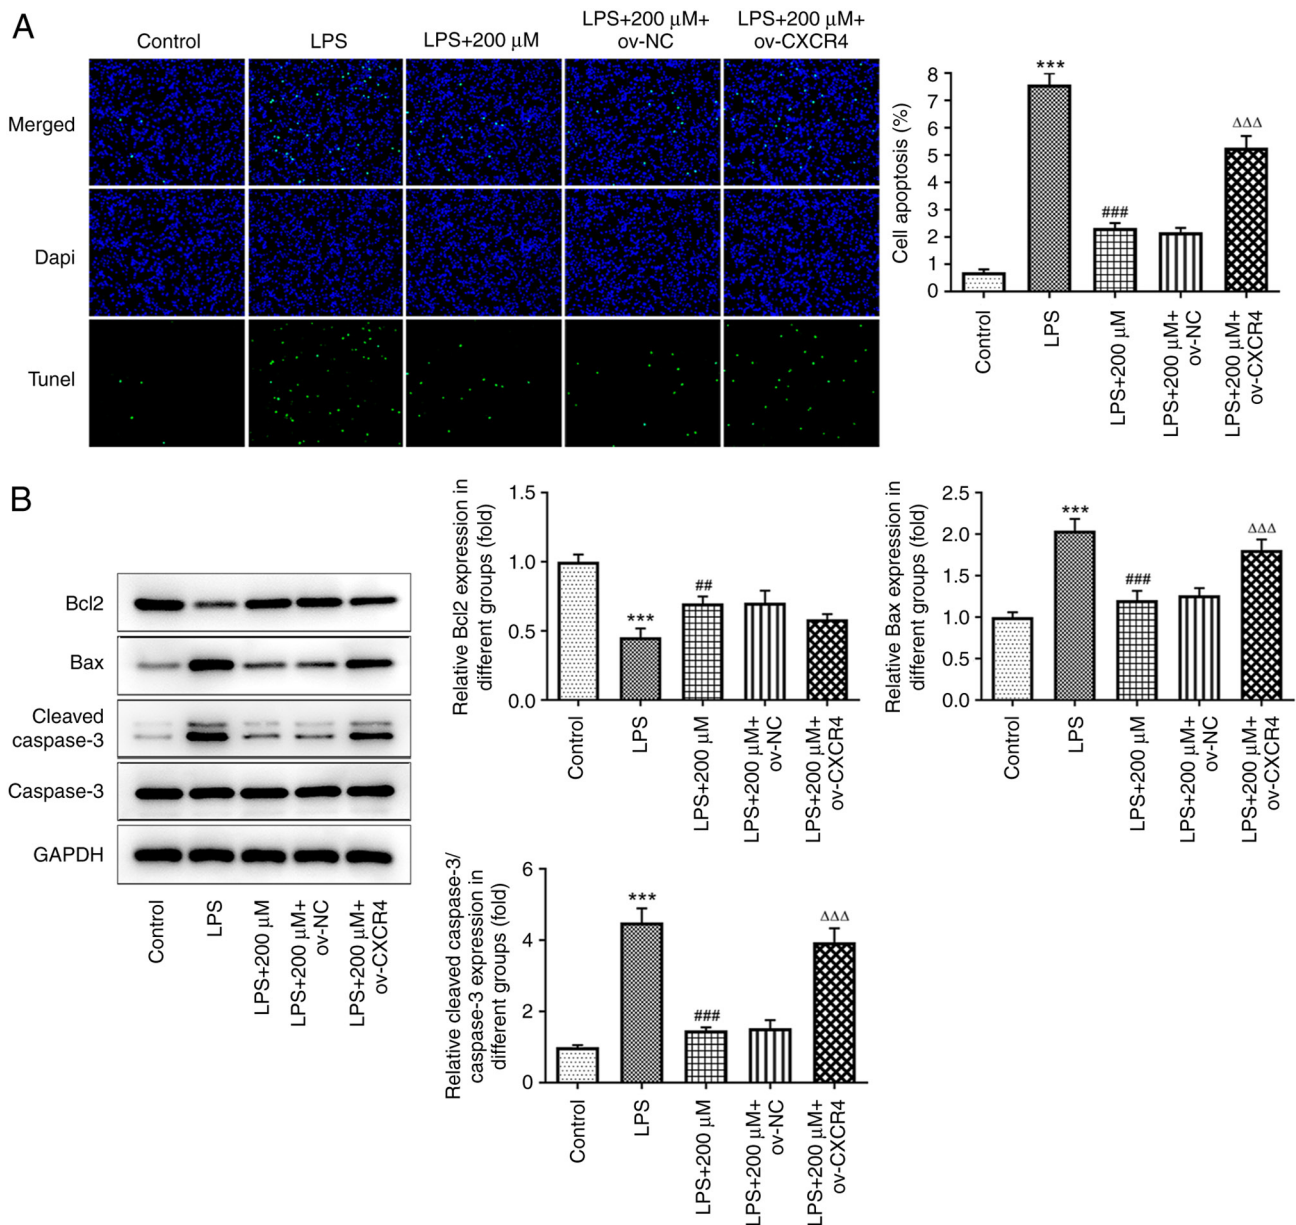 A
Control
LPS
LPS+200 μM
LPS+200 μM+
ov-NC
LPS+200 μM+
ov-CXCR4
Merged
Dapi
Tunel
Cell apoptosis (%)
8
7
6
5
4
3
2
1
0
***
###
ΔΔΔ
Control
LPS
LPS+200 μM
LPS+200 μM+
ov-NC
LPS+200 μM+
ov-CXCR4
B
Bcl2
Bax
Cleaved
caspase-3
Caspase-3
GAPDH
Control
LPS
LPS+200 μM
LPS+200 μM+
ov-NC
LPS+200 μM+
ov-CXCR4
Relative Bcl2 expression in
different groups (fold)
1.5
1.0
0.5
0.0
***
##
Control
LPS
LPS+200 μM
LPS+200 μM+
ov-NC
LPS+200 μM+
ov-CXCR4
Relative Bax expression in
different groups (fold)
2.5
2.0
1.5
1.0
0.5
0.0
***
###
ΔΔΔ
Control
LPS
LPS+200 μM
LPS+200 μM+
ov-NC
LPS+200 μM+
ov-CXCR4
Relative cleaved caspase-3/
caspase-3 expression in
different groups (fold)
6
4
2
0
***
###
ΔΔΔ
Control
LPS
LPS+200 μM
LPS+200 μM+
ov-NC
LPS+200 μM+
ov-CXCR4